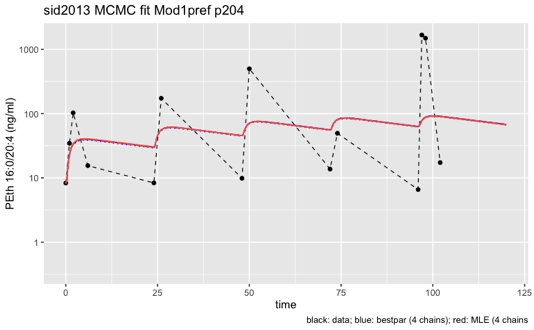 sid2013 MCMC fit Mod1pref p204
PEth 16:0/20:4 (ng/ml)
1000
100
10
1
0
25
50
75
100
125
time
black: data; blue: bestpar (4 chains); red: MLE (4 chains